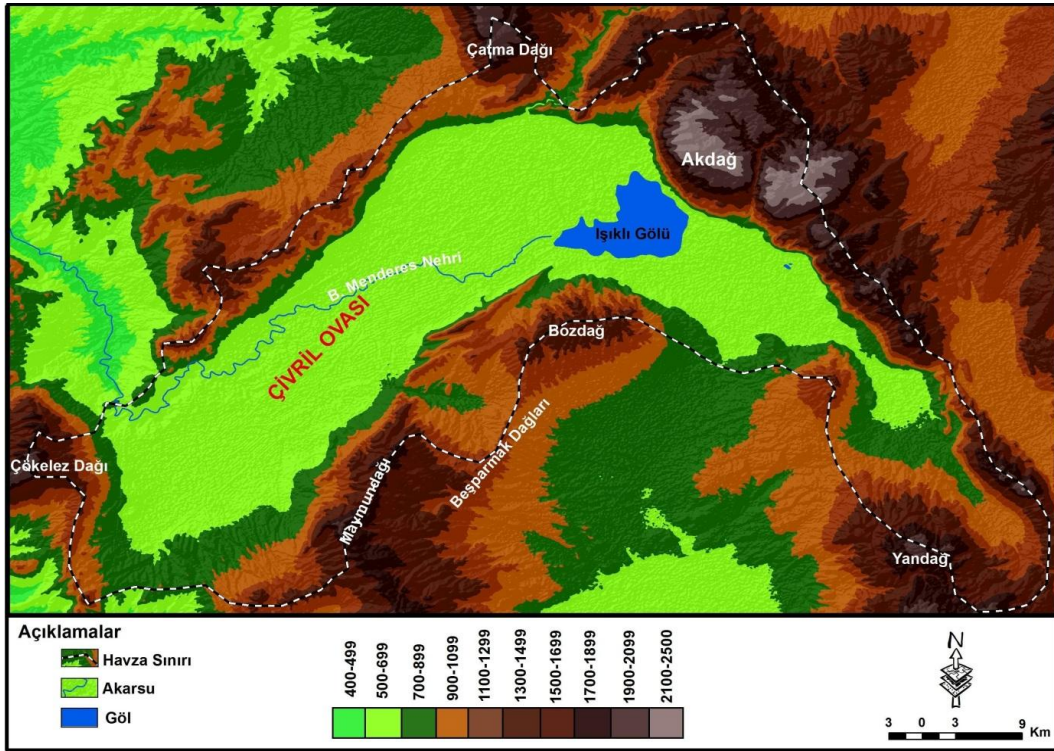 Çatma Dağı
Akdağ
Işıklı Gölü
B. Menderes Nehri
ÇİVRİL OVASI
Bozdağ
Çökelez Dağı
Beşparmak Dağları
Maymundağı
Yandağ
Açıklamalar
Havza Sınırı
Akarsu
Göl
400-499
500-699
700-899
900-1099
1100-1299
1300-1499
1500-1699
1700-1899
1900-2099
2100-2500
N
3 0 3 9 Km